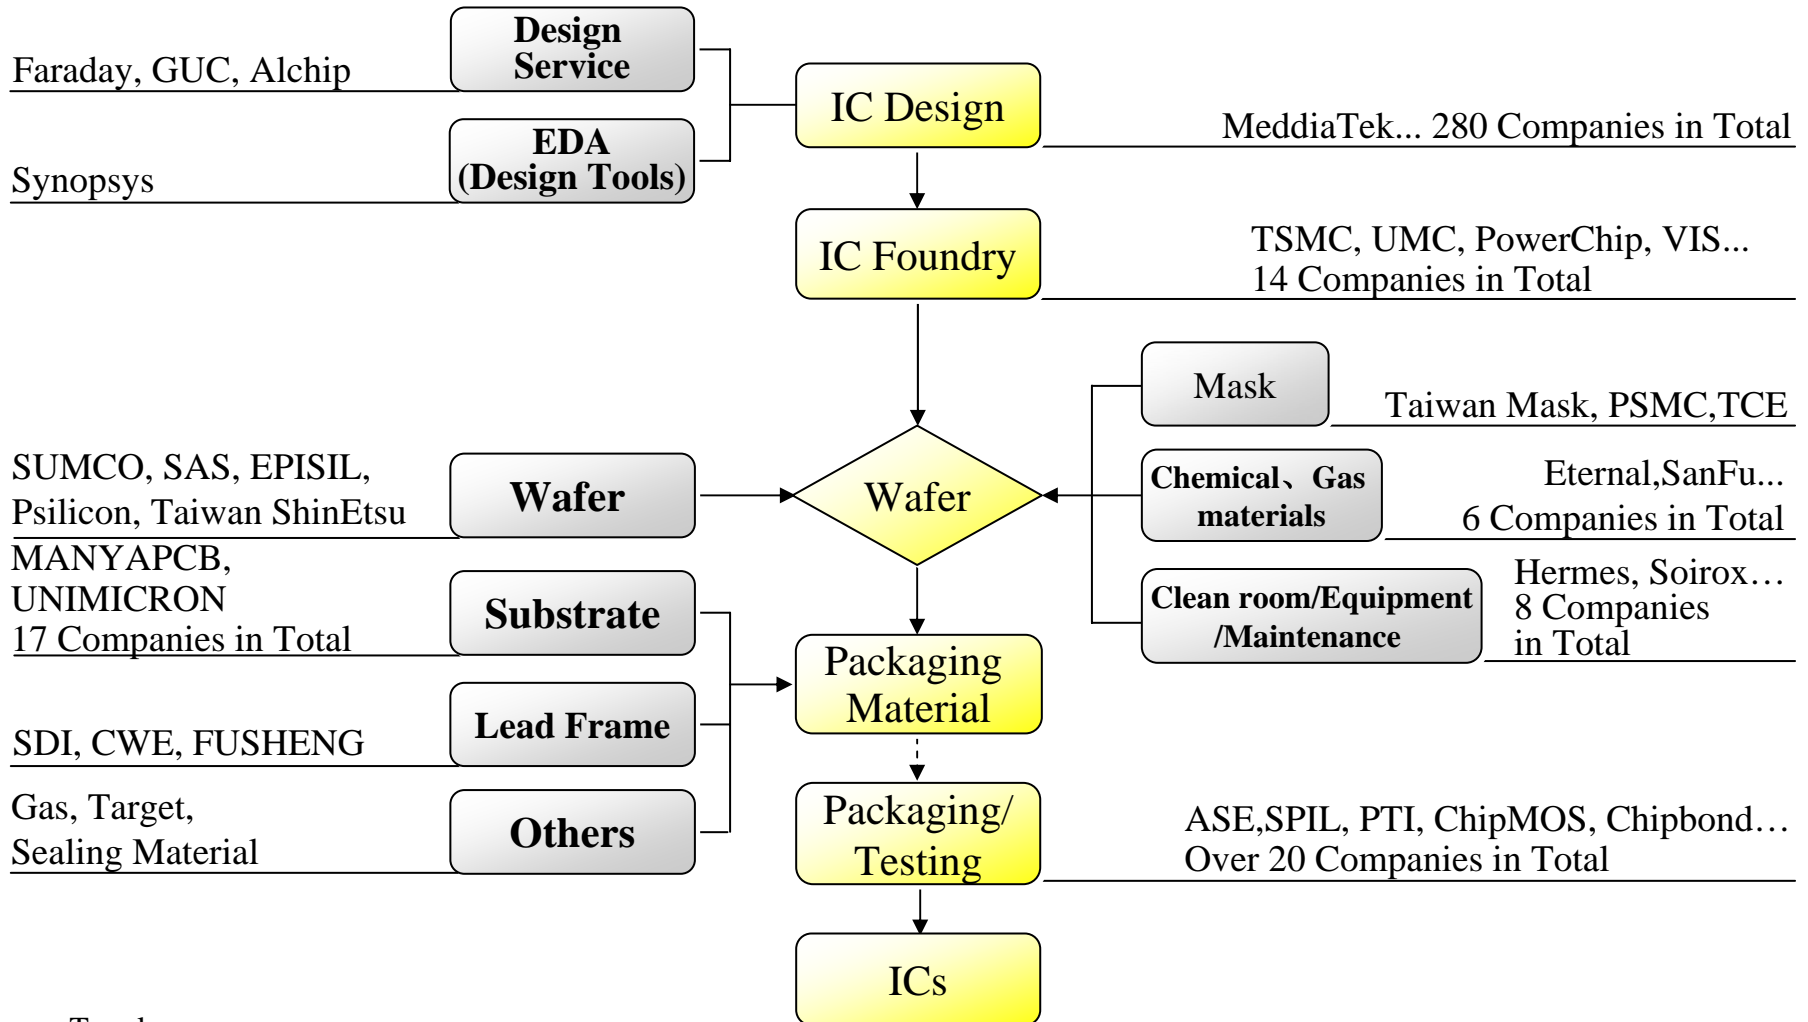 Design
Service
Faraday, GUC, Alchip
IC Design
MeddiaTek... 280 Companies in Total
EDA
(Design Tools)
Synopsys
IC Foundry
TSMC, UMC, PowerChip, VIS...
14 Companies in Total
Mask
Taiwan Mask, PSMC,TCE
SUMCO, SAS, EPISIL,
Psilicon, Taiwan ShinEtsu
Wafer
Wafer
Chemical、Gas
materials
Eternal,SanFu...
6 Companies in Total
MANYAPCB,
UNIMICRON
17 Companies in Total
Substrate
Clean room/Equipment
/Maintenance
Hermes, Soirox…
8 Companies
in Total
Packaging
Material
Lead Frame
SDI, CWE, FUSHENG
Gas, Target,
Sealing Material
Others
Packaging/
Testing
ASE,SPIL, PTI, ChipMOS, Chipbond…
Over 20 Companies in Total
ICs